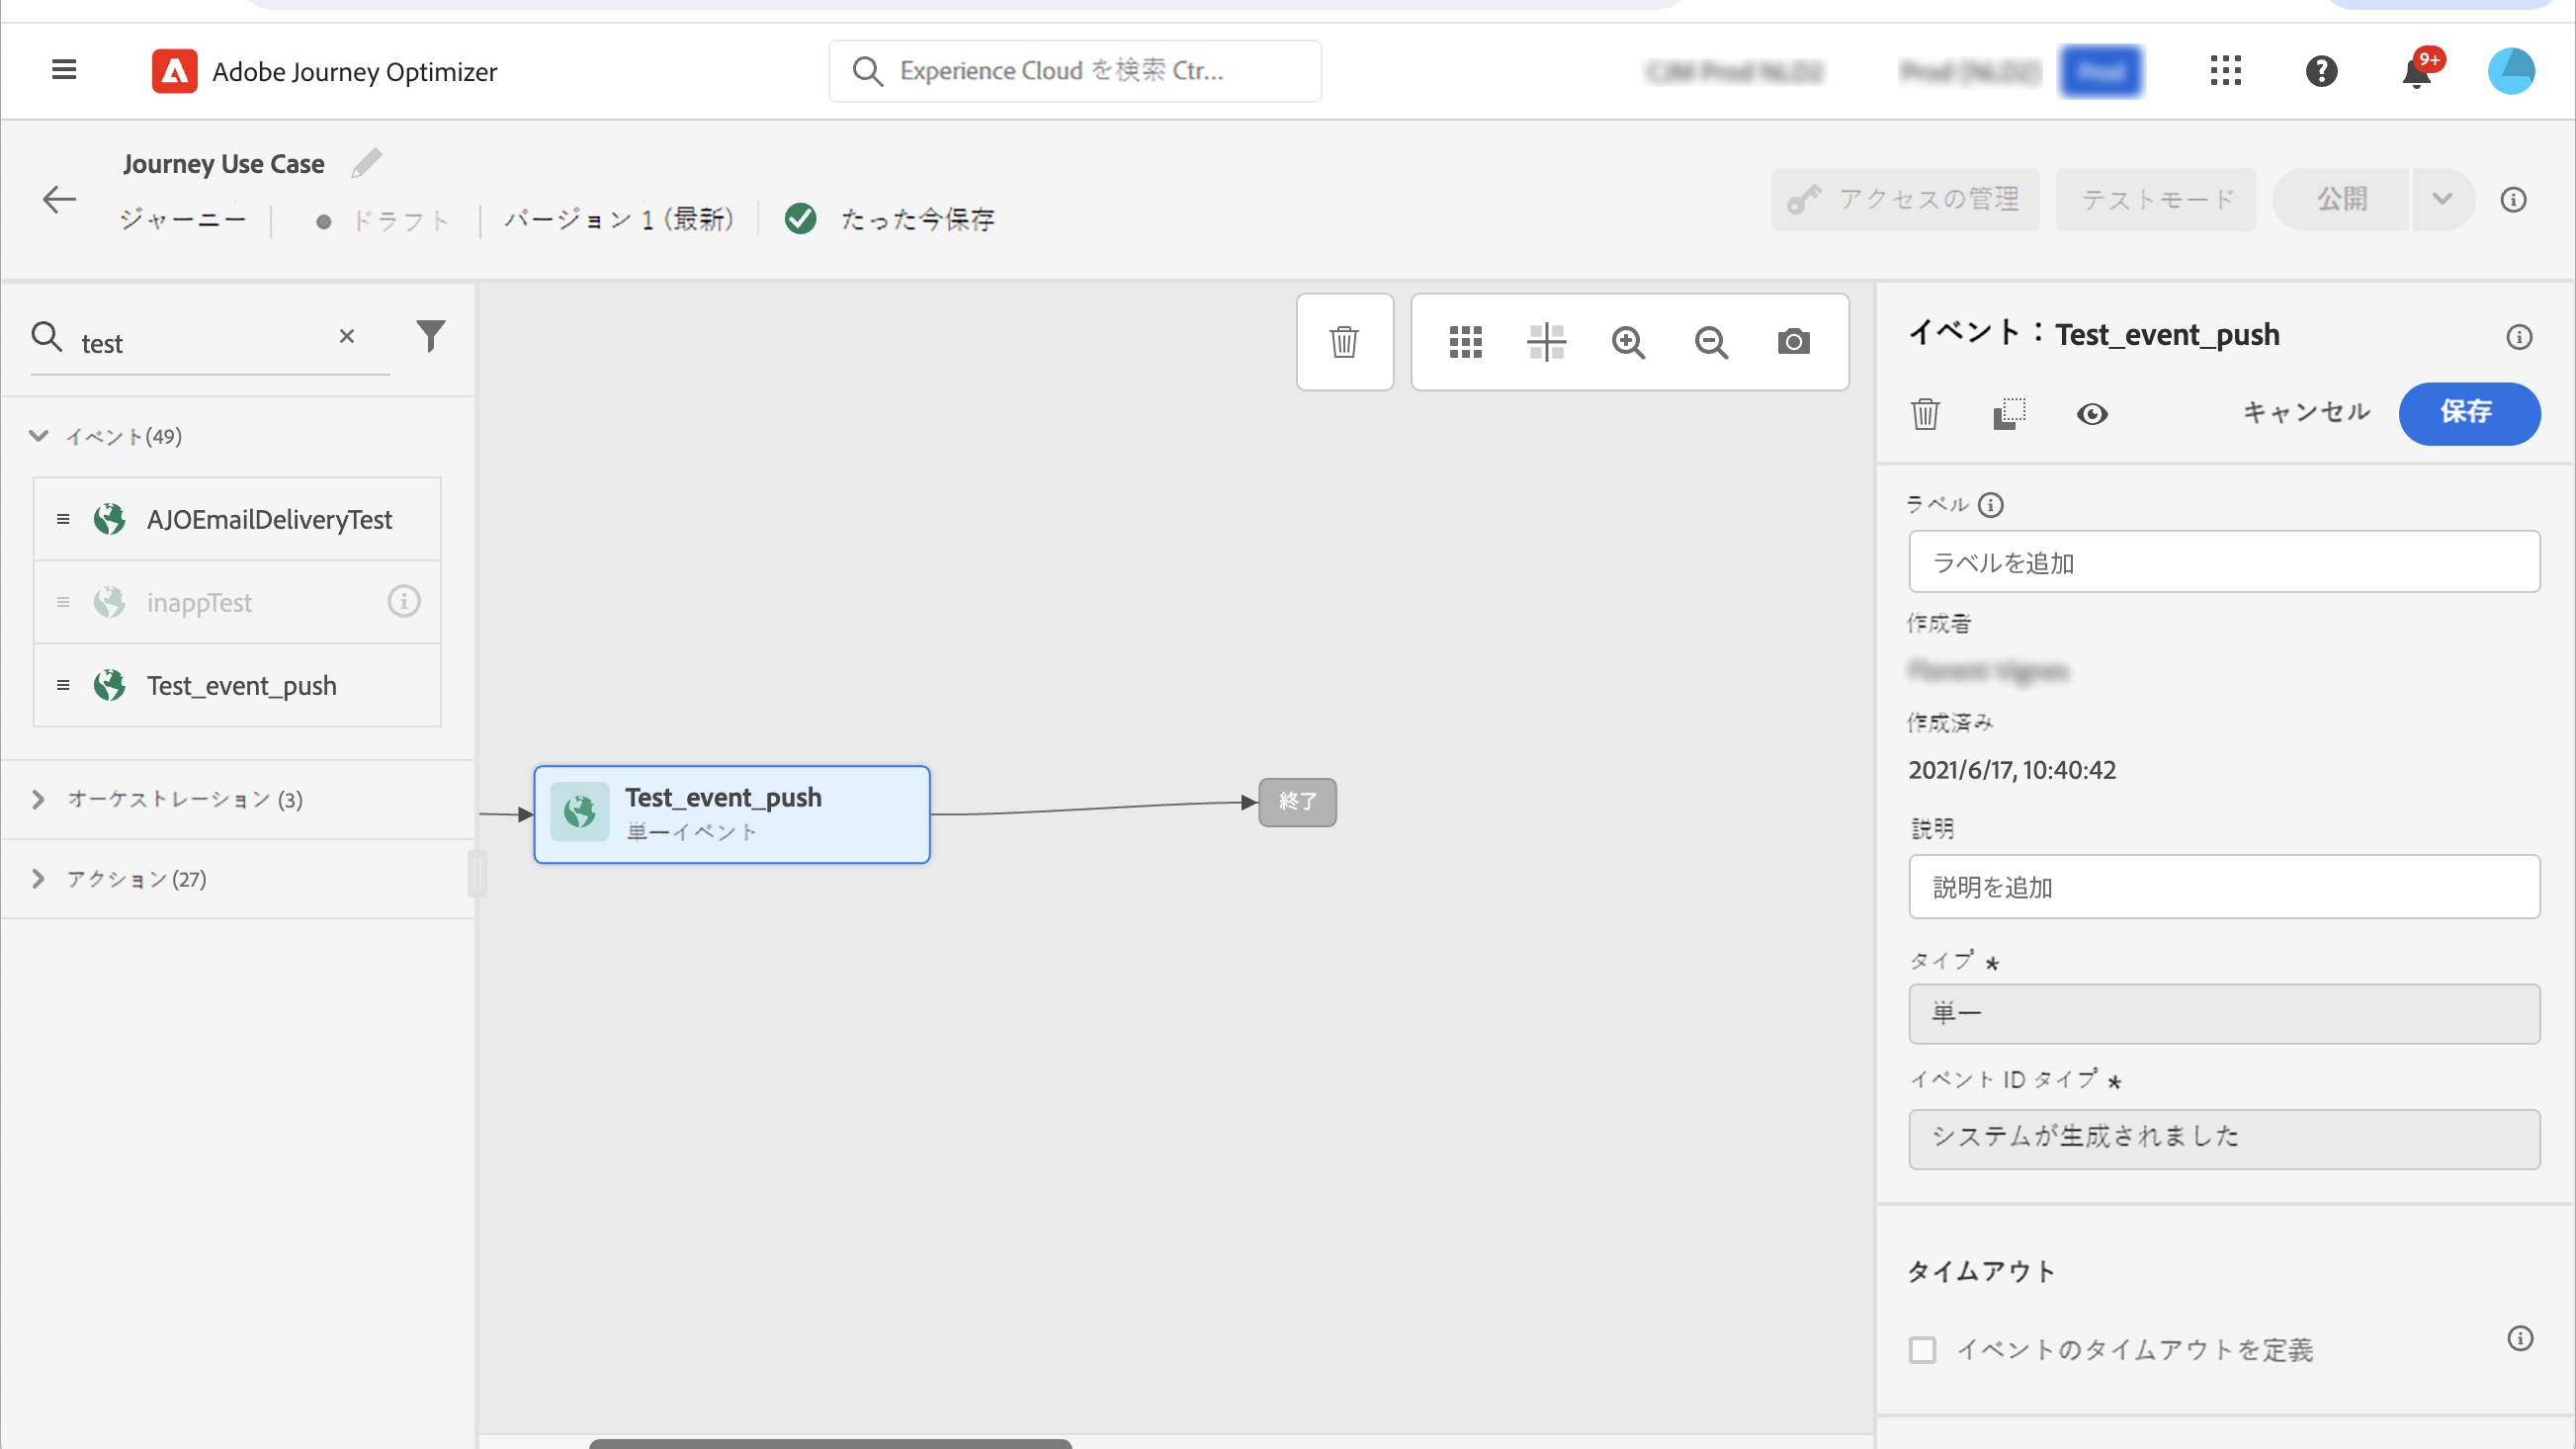 Adobe Journey Optimizer
Experience Cloud を検索 Ctr...
9+
Journey Use Case
ジャーニー
ドラフト
バージョン 1 (最新)
たった今保存
アクセスの管理
テストモード
公開
test
イベント(49)
AJOEmailDeliveryTest
inappTest
Test_event_push
オーケストレーション (3)
アクション (27)
Test_event_push
単一イベント
終了
イベント：Test_event_push
キャンセル
保存
ラベル
ラベルを追加
作成者
作成済み
2021/6/17, 10:40:42
説明
説明を追加
タイプ *
単一
イベント ID タイプ *
システムが生成されました
タイムアウト
イベントのタイムアウトを定義